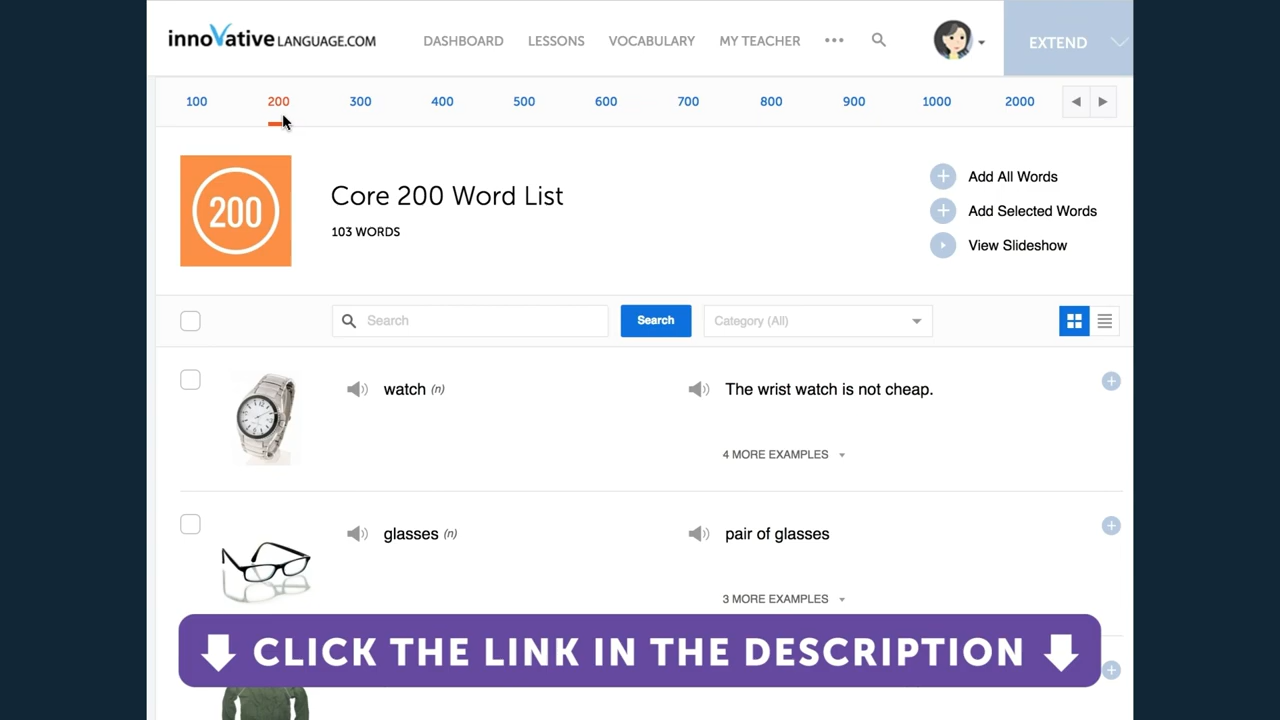 innoVative LANGUAGE.COM DASHBOARD LESSONS VOCABULARY MY TEACHER EXTEND
100 200 300 400 500 600 700 800 900 1000 2000
200
Core 200 Word List
103 WORDS
Add All Words
Add Selected Words
View Slideshow
Search Search Category (All)
watch (n) The wrist watch is not cheap.
4 MORE EXAMPLES
glasses (n) pair of glasses
3 MORE EXAMPLES
CLICK THE LINK IN THE DESCRIPTION